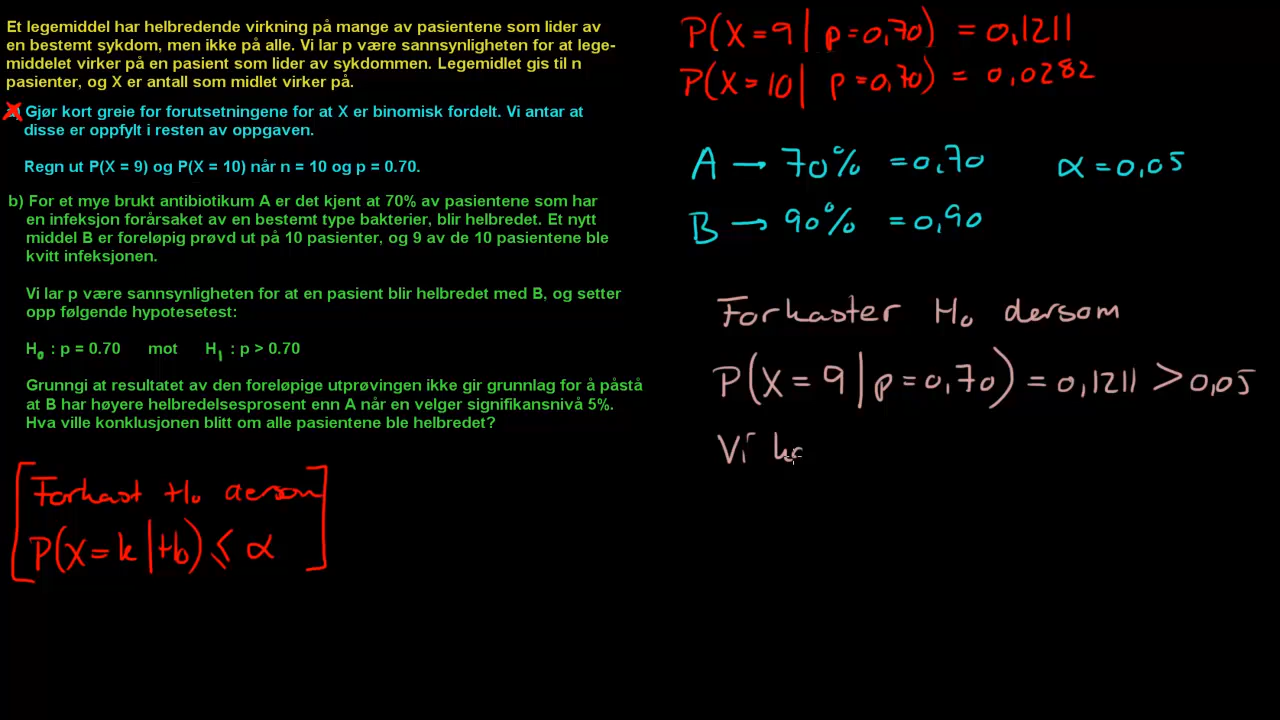 Et legemiddel har helbredende virkning på mange av pasientene som lider av
en bestemt sykdom, men ikke på alle. Vi lar p være sannsynligheten for at lege-
middelet virker på en pasient som lider av sykdommen. Legemidlet gis til n
pasienter, og X er antall som midlet virker på.
a) Gjør kort greie for forutsetningene for at X er binomisk fordelt. Vi antar at
disse er oppfylt i resten av oppgaven.
Regn ut P(X = 9) og P(X = 10) når n = 10 og p = 0.70.
b) For et mye brukt antibiotikum A er det kjent at 70% av pasientene som har
en infeksjon forårsaket av en bestemt type bakterier, blir helbredet. Et nytt
middel B er foreløpig prøvd ut på 10 pasienter, og 9 av de 10 pasientene ble
kvitt infeksjonen.
Vi lar p være sannsynligheten for at en pasient blir helbredet med B, og setter
opp følgende hypotesetest:
H₀ : p = 0.70 mot H₁ : p > 0.70
Grunngi at resultatet av den foreløpige utprøvingen ikke gir grunnlag for å påstå
at B har høyere helbredelsesprosent enn A når en velger signifikansnivå 5%.
Hva ville konklusjonen blitt om alle pasientene ble helbredet?
Forkast H₀ dersom
P(X = k | H₀) ≤ α
P(X = 9 | p = 0,70) = 0,1211
P(X = 10 | p = 0,70) = 0,0282
A → 70% = 0,70 α = 0,05
B → 90% = 0,90
Forkaster H₀ dersom
P(X = 9 | p = 0,70) = 0,1211 > 0,05
Vi